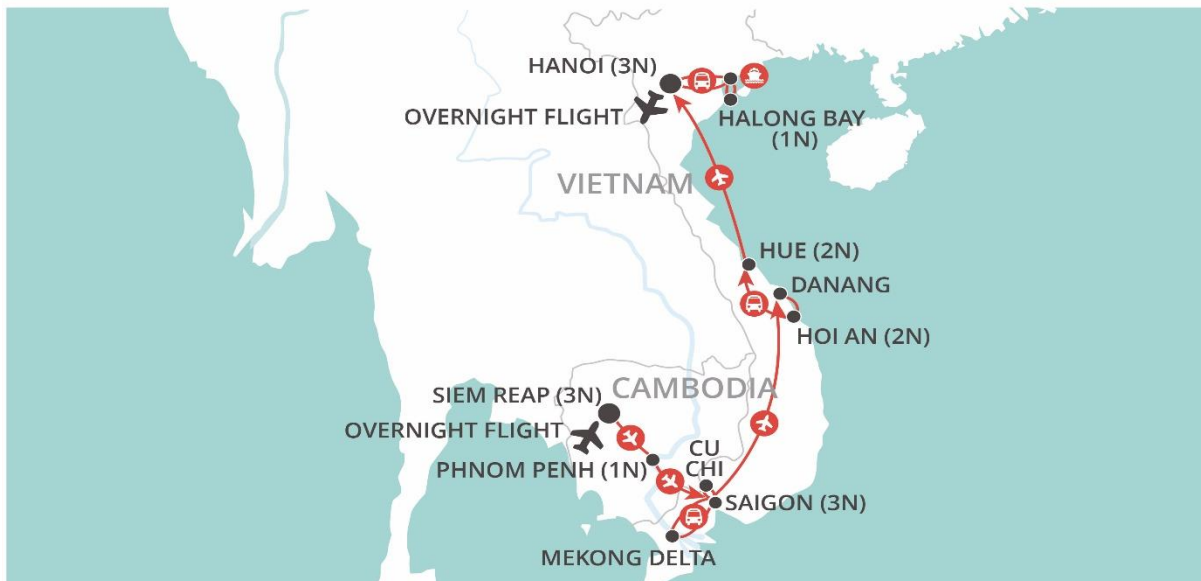 HANOI (3N)
OVERNIGHT FLIGHT
HALONG BAY
(1N)
VIETNAM
HUE (2N)
DANANG
HOI AN (2N)
SIEM REAP (3N)
CAMBODIA
OVERNIGHT FLIGHT
CU
CHI
PHNOM PENH (1N)
SAIGON (3N)
MEKONG DELTA